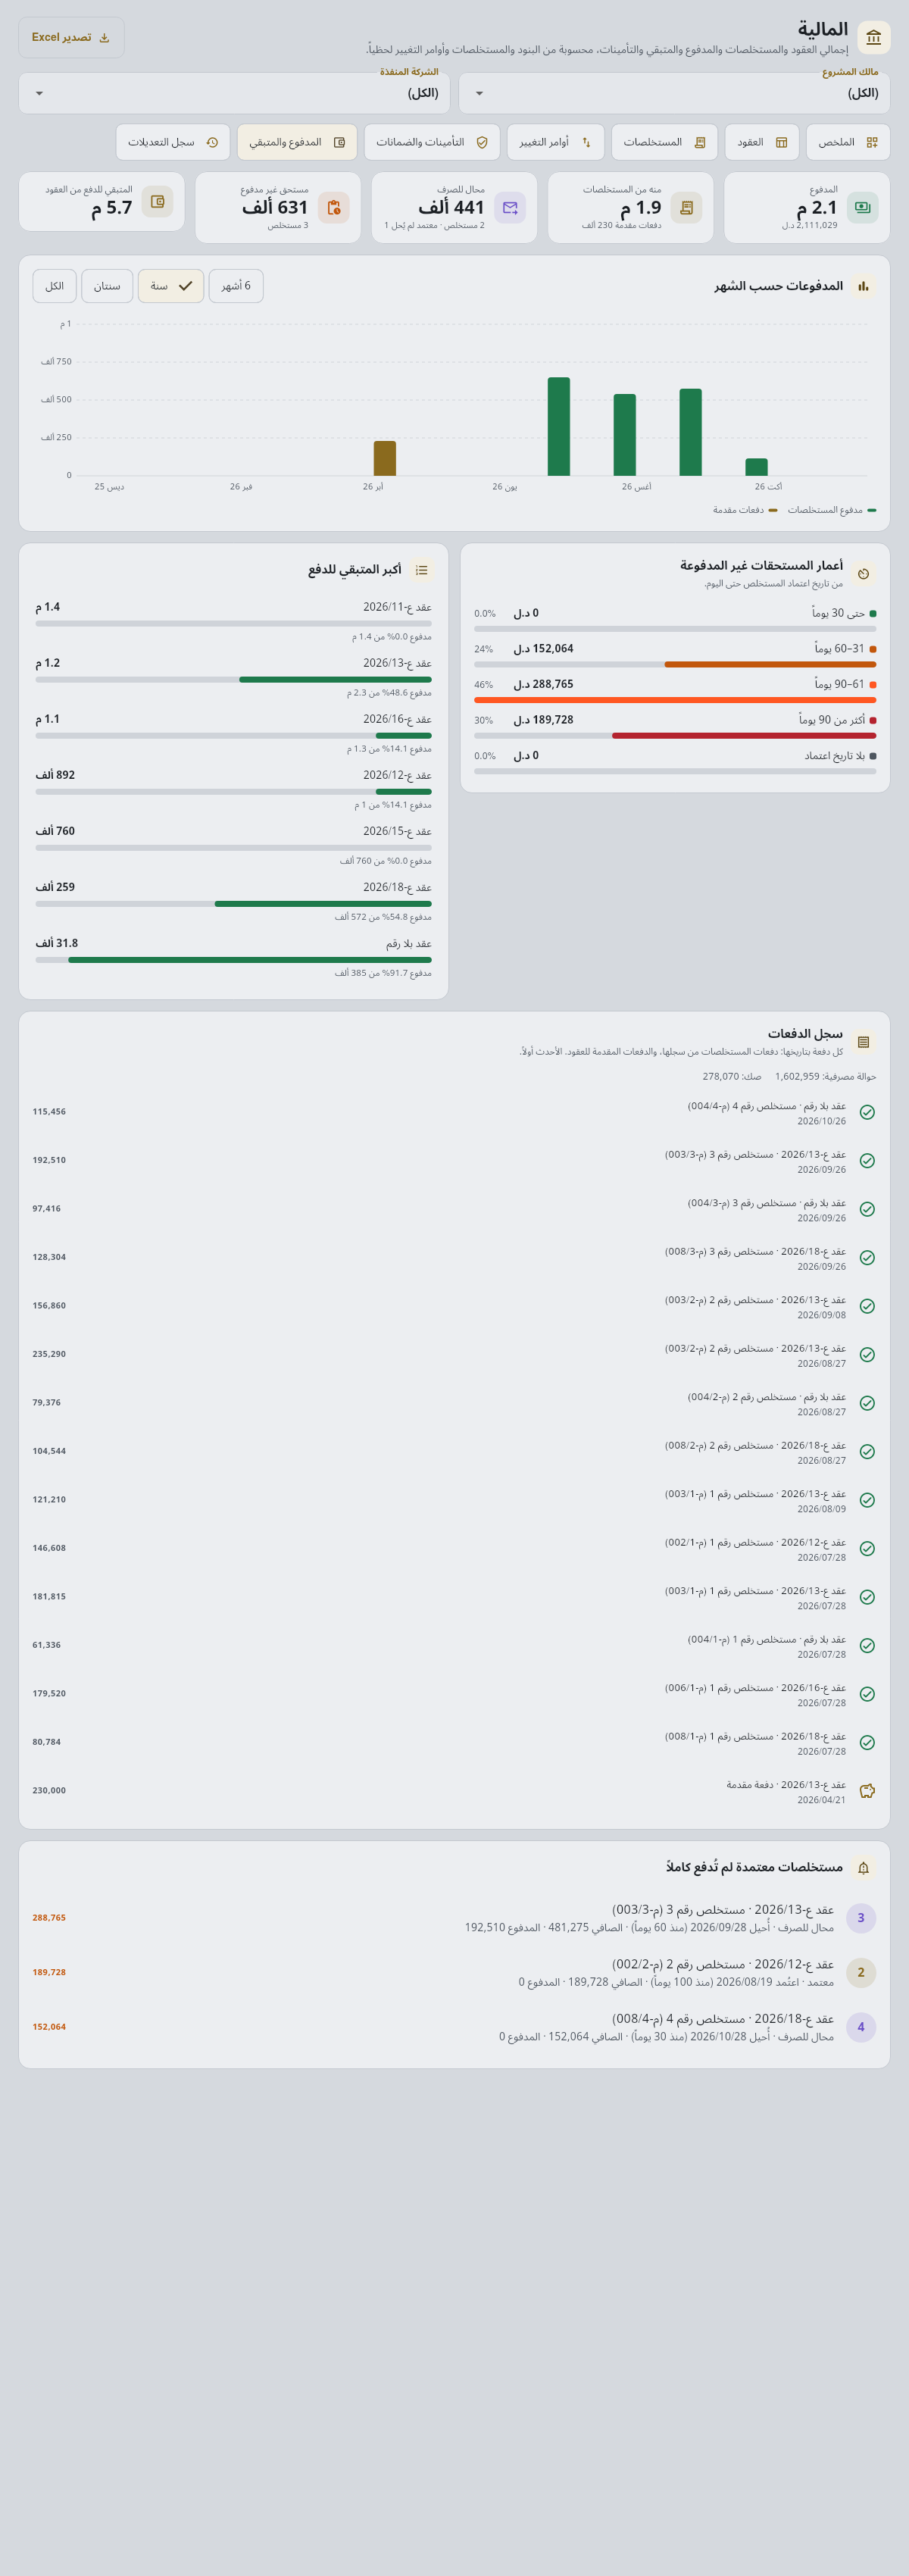 المالية
إجمالي العقود والمستخلصات والمدفوع والمتبقي والتأمينات، محسوبة من البنود والمستخلصات وأوامر التغيير لحظياً.
تصدير Excel
مالك المشروع
(الكل)
الشركة المنفذة
(الكل)
الملخص
العقود
المستخلصات
أوامر التغيير
التأمينات والضمانات
المدفوع والمتبقي
سجل التعديلات
المدفوع
2.1 م
2,111,029 د.ل
منه من المستخلصات
1.9 م
دفعات مقدمة 230 ألف
محال للصرف
441 ألف
2 مستخلص · معتمد لم يُحل 1
مستحق غير مدفوع
631 ألف
3 مستخلص
المتبقي للدفع من العقود
5.7 م
المدفوعات حسب الشهر
6 أشهر
سنة
سنتان
الكل
1 م
750 ألف
500 ألف
250 ألف
0
ديس 25
فبر 26
أبر 26
يون 26
أغس 26
أكت 26
مدفوع المستخلصات
دفعات مقدمة
أعمار المستحقات غير المدفوعة
من تاريخ اعتماد المستخلص حتى اليوم.
حتى 30 يوماً 0 د.ل 0.0%
31–60 يوماً 152,064 د.ل 24%
61–90 يوماً 288,765 د.ل 46%
أكثر من 90 يوماً 189,728 د.ل 30%
بلا تاريخ اعتماد 0 د.ل 0.0%
أكبر المتبقي للدفع
عقد ع-2026/11 1.4 م
مدفوع 0.0% من 1.4 م
عقد ع-2026/13 1.2 م
مدفوع 48.6% من 2.3 م
عقد ع-2026/16 1.1 م
مدفوع 14.1% من 1.3 م
عقد ع-2026/12 892 ألف
مدفوع 14.1% من 1 م
عقد ع-2026/15 760 ألف
مدفوع 0.0% من 760 ألف
عقد ع-2026/18 259 ألف
مدفوع 54.8% من 572 ألف
عقد بلا رقم 31.8 ألف
مدفوع 91.7% من 385 ألف
سجل الدفعات
كل دفعة بتاريخها: دفعات المستخلصات من سجلها، والدفعات المقدمة للعقود. الأحدث أولاً.
حوالة مصرفية: 1,602,959 صك: 278,070
عقد بلا رقم · مستخلص رقم 4 (م-004/4) 115,456
2026/10/26
عقد ع-2026/13 · مستخلص رقم 3 (م-003/3) 192,510
2026/09/26
عقد بلا رقم · مستخلص رقم 3 (م-004/3) 97,416
2026/09/26
عقد ع-2026/18 · مستخلص رقم 3 (م-008/3) 128,304
2026/09/26
عقد ع-2026/13 · مستخلص رقم 2 (م-003/2) 156,860
2026/09/08
عقد ع-2026/13 · مستخلص رقم 2 (م-003/2) 235,290
2026/08/27
عقد بلا رقم · مستخلص رقم 2 (م-004/2) 79,376
2026/08/27
عقد ع-2026/18 · مستخلص رقم 2 (م-008/2) 104,544
2026/08/27
عقد ع-2026/13 · مستخلص رقم 1 (م-003/1) 121,210
2026/08/09
عقد ع-2026/12 · مستخلص رقم 1 (م-002/1) 146,608
2026/07/28
عقد ع-2026/13 · مستخلص رقم 1 (م-003/1) 181,815
2026/07/28
عقد بلا رقم · مستخلص رقم 1 (م-004/1) 61,336
2026/07/28
عقد ع-2026/16 · مستخلص رقم 1 (م-006/1) 179,520
2026/07/28
عقد ع-2026/18 · مستخلص رقم 1 (م-008/1) 80,784
2026/07/28
عقد ع-2026/13 · دفعة مقدمة 230,000
2026/04/21
مستخلصات معتمدة لم تُدفع كاملاً
3 عقد ع-2026/13 · مستخلص رقم 3 (م-003/3) 288,765
محال للصرف · أُحيل 2026/09/28 (منذ 60 يوماً) · الصافي 481,275 · المدفوع 192,510
2 عقد ع-2026/12 · مستخلص رقم 2 (م-002/2) 189,728
معتمد · اعتُمد 2026/08/19 (منذ 100 يوماً) · الصافي 189,728 · المدفوع 0
4 عقد ع-2026/18 · مستخلص رقم 4 (م-008/4) 152,064
محال للصرف · أُحيل 2026/10/28 (منذ 30 يوماً) · الصافي 152,064 · المدفوع 0